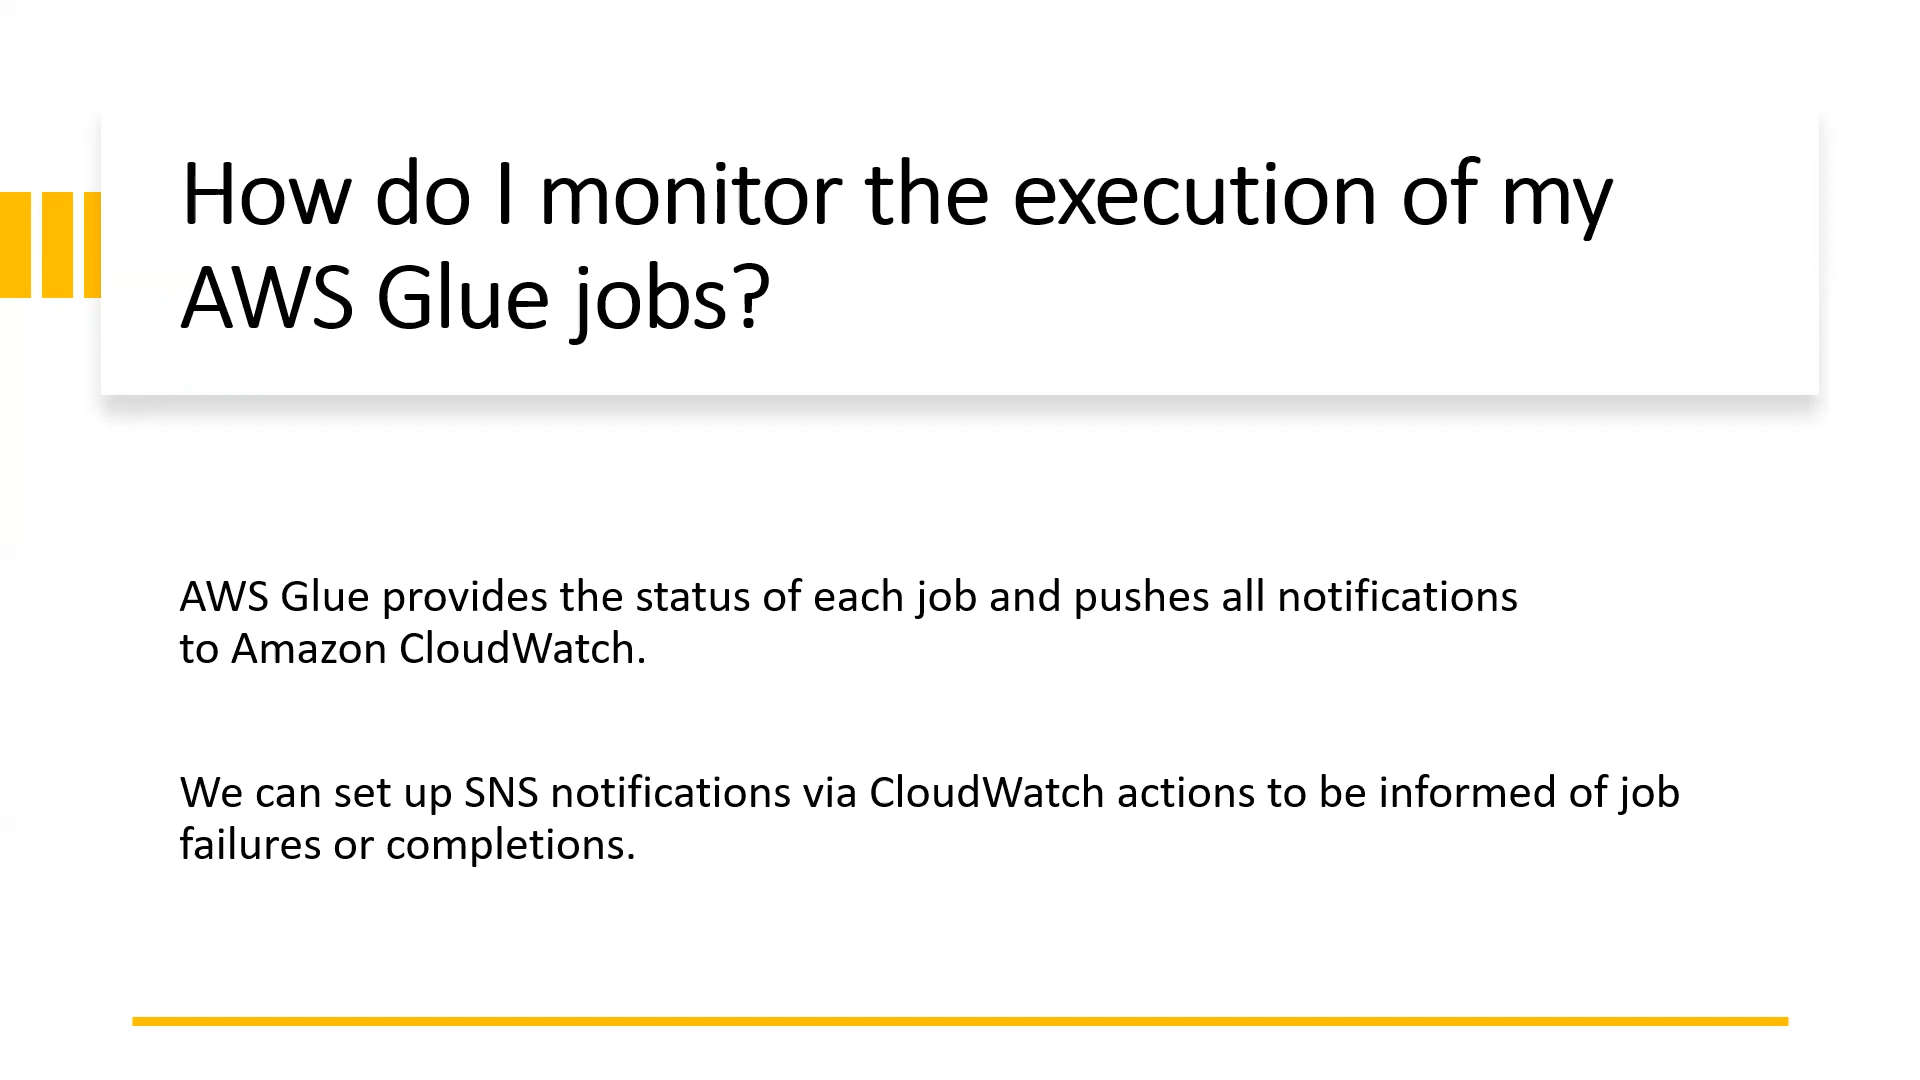 How do I monitor the execution of my
AWS Glue jobs?
AWS Glue provides the status of each job and pushes all notifications
to Amazon CloudWatch.
We can set up SNS notifications via CloudWatch actions to be informed of job
failures or completions.